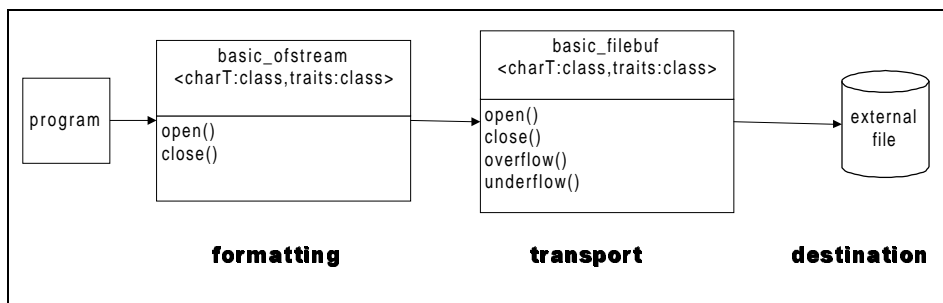 program
basic_ofstream
<charT:class,traits:class>
open()
close()
basic_filebuf
<charT:class,traits:class>
open()
close()
overflow()
underflow()
external
file
formatting
transport
destination